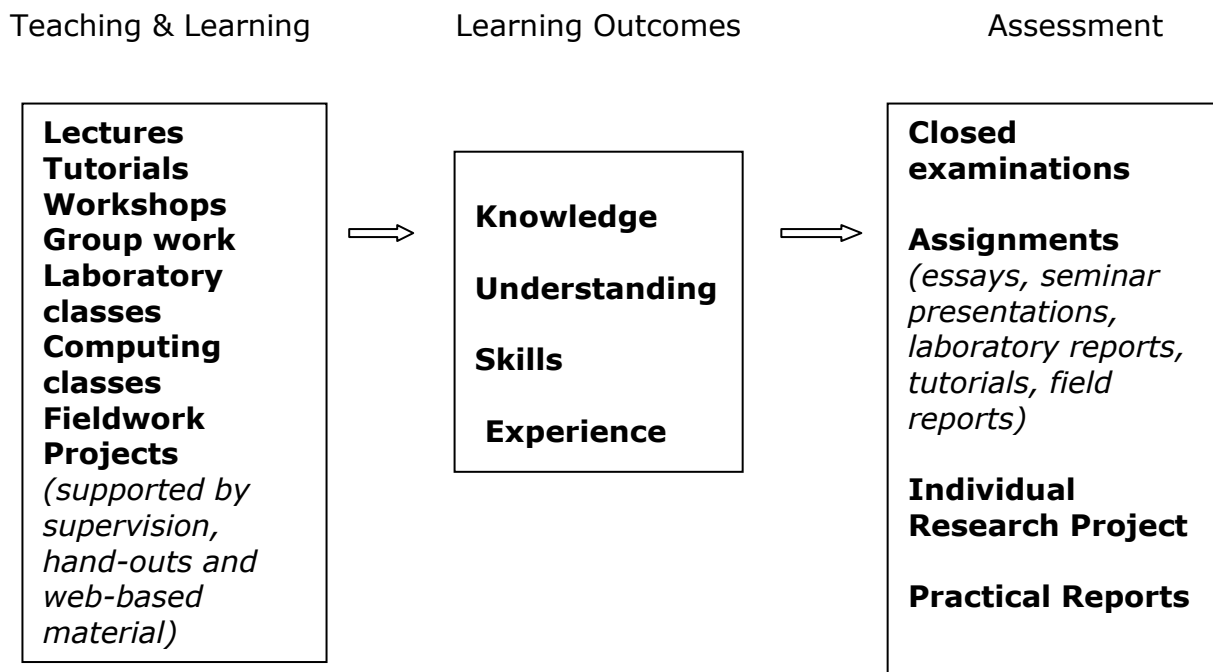 Teaching & Learning
Learning Outcomes
Assessment
Lectures
Tutorials
Workshops
Group work
Laboratory
classes
Computing
classes
Fieldwork
Projects
(supported by
supervision,
hand-outs and
web-based
material)
Knowledge
Understanding
Skills
Experience
Closed
examinations
Assignments
(essays, seminar
presentations,
laboratory reports,
tutorials, field
reports)
Individual
Research Project
Practical Reports